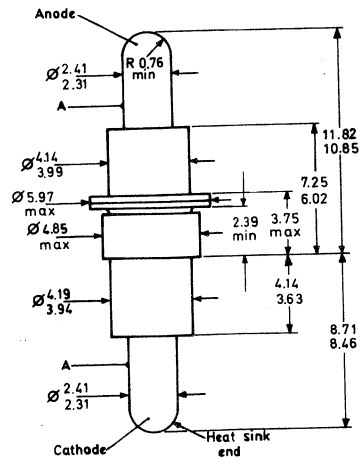 Anode
R 0.76
min
Ø 2.41
2.31
A
11.82
10.85
Ø 4.14
3.99
7.25
6.02
Ø 5.97
max
2.39
min
3.75
max
Ø 4.85
max
4.14
3.63
Ø 4.19
3.94
8.71
8.46
A
Ø 2.41
2.31
Heat sink
end
Cathode